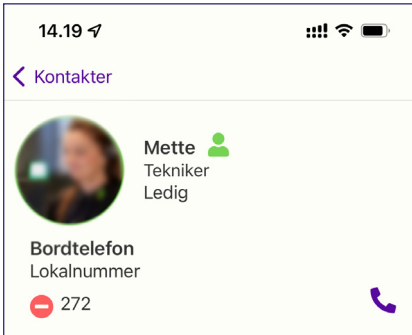 14.19
Kontakter
Mette
Tekniker
Ledig
Bordtelefon
Lokalnummer
272